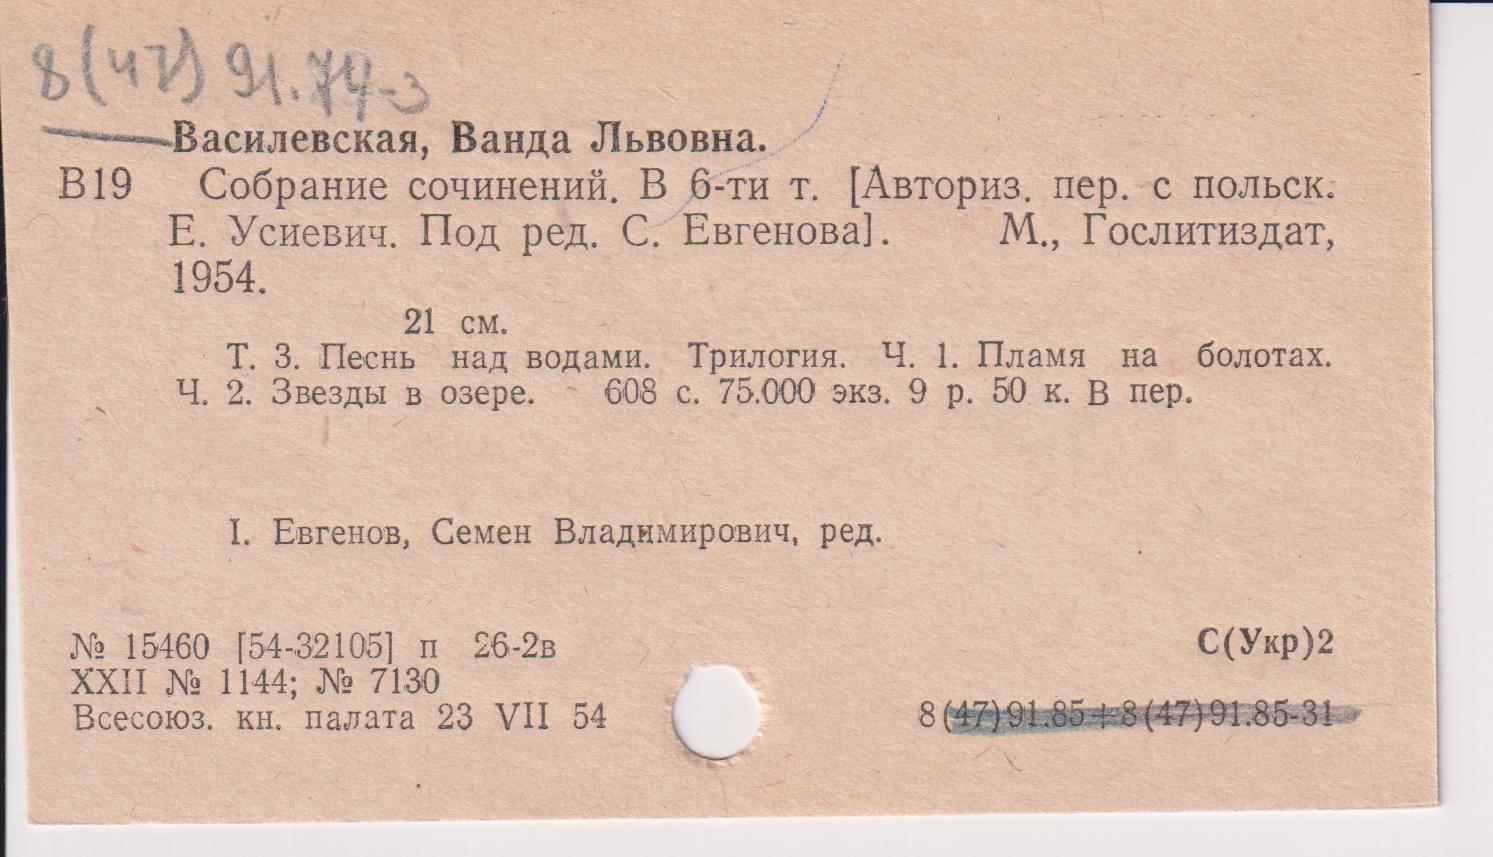 8(47) 91.74-3
Василевская, Ванда Львовна.
В19 Собрание сочинений. В 6-ти т. [Авториз. пер. с польск.
Е. Усиевич. Под ред. С. Евгенова]. М., Гослитиздат,
1954.
21 см.
Т. 3. Песнь над водами. Трилогия. Ч. 1. Пламя на болотах.
Ч. 2. Звезды в озере. 608 с. 75.000 экз. 9 р. 50 к. В пер.
I. Евгенов, Семен Владимирович, ред.
№ 15460 [54-32105] п 26-2в
С(Укр)2
XXII № 1144; № 7130
Всесоюз. кн. палата 23 VII 54
8(47)91.85+8(47)91.85-31